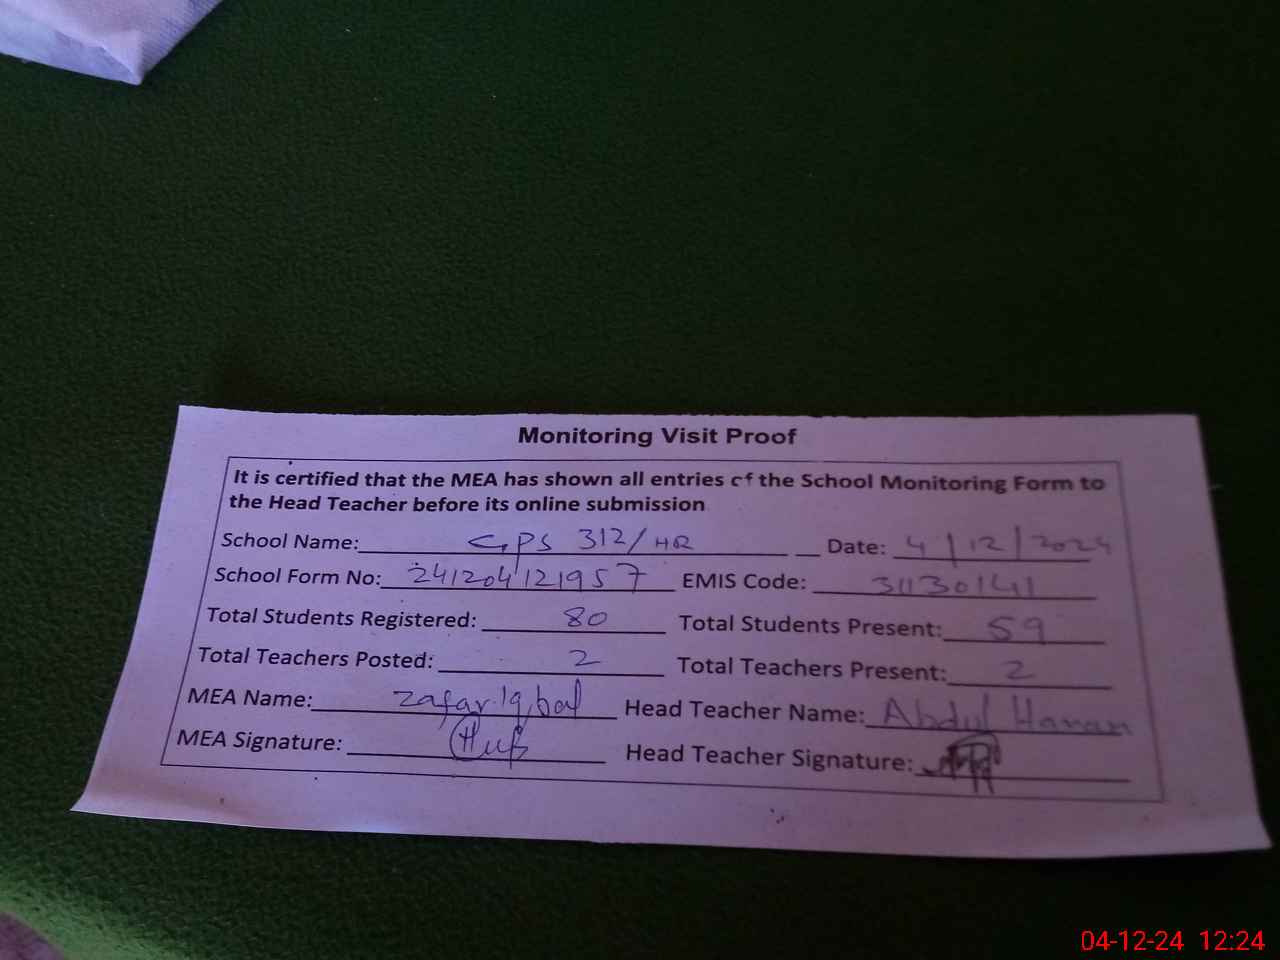 Monitoring Visit Proof
It is certified that the MEA has shown all entries of the School Monitoring Form to
the Head Teacher before its online submission
School Name: GPS 312/HR Date: 4/12/2024
School Form No: 241204121957 EMIS Code: 31130141
Total Students Registered: 80 Total Students Present: 59
Total Teachers Posted: 2 Total Teachers Present: 2
MEA Name: Zafar Iqbal Head Teacher Name: Abdul Hanan
MEA Signature: Head Teacher Signature:
04-12-24 12:24